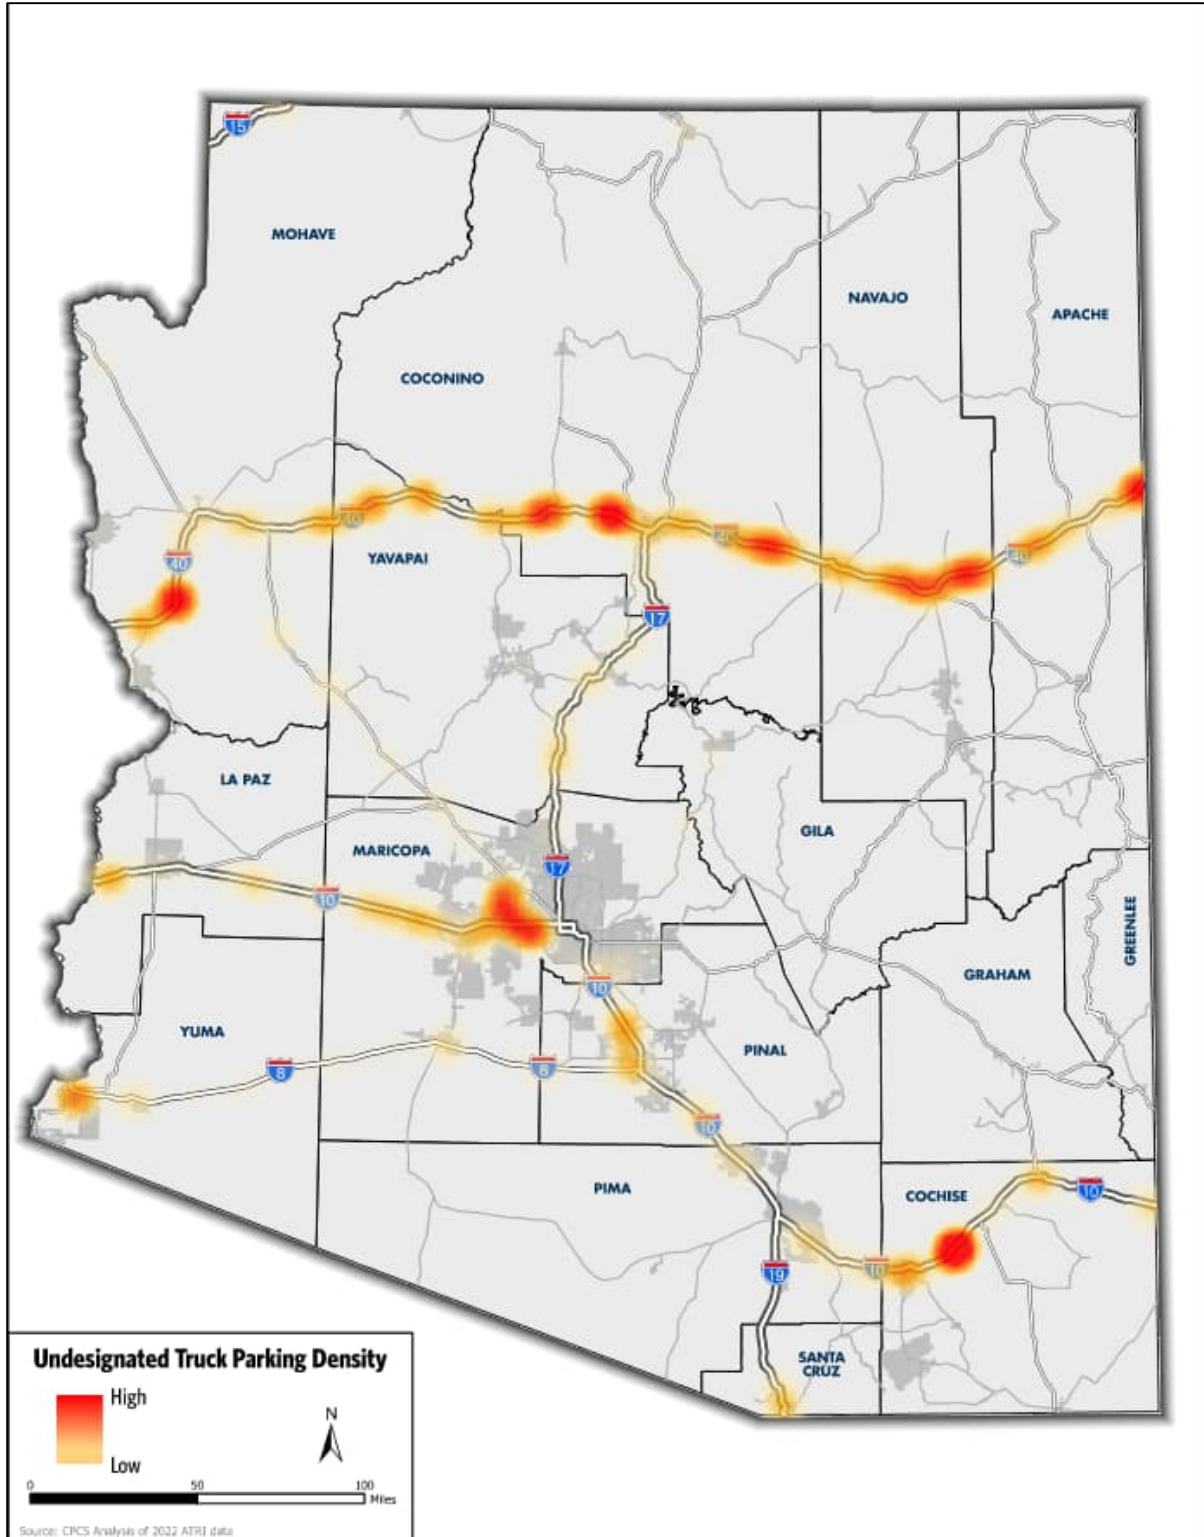 15
MOHAVE
NAVAJO
APACHE
COCONINO
40
40
40
40
YAVAPAI
17
LA PAZ
GILA
MARICOPA
17
10
GREENLEE
GRAHAM
10
YUMA
PINAL
8
8
10
PIMA
COCHISE
10
19
10
SANTA
CRUZ
Undesignated Truck Parking Density
High
Low
N
0 50 100
Miles
Source: CPCS Analysis of 2022 ATRI data